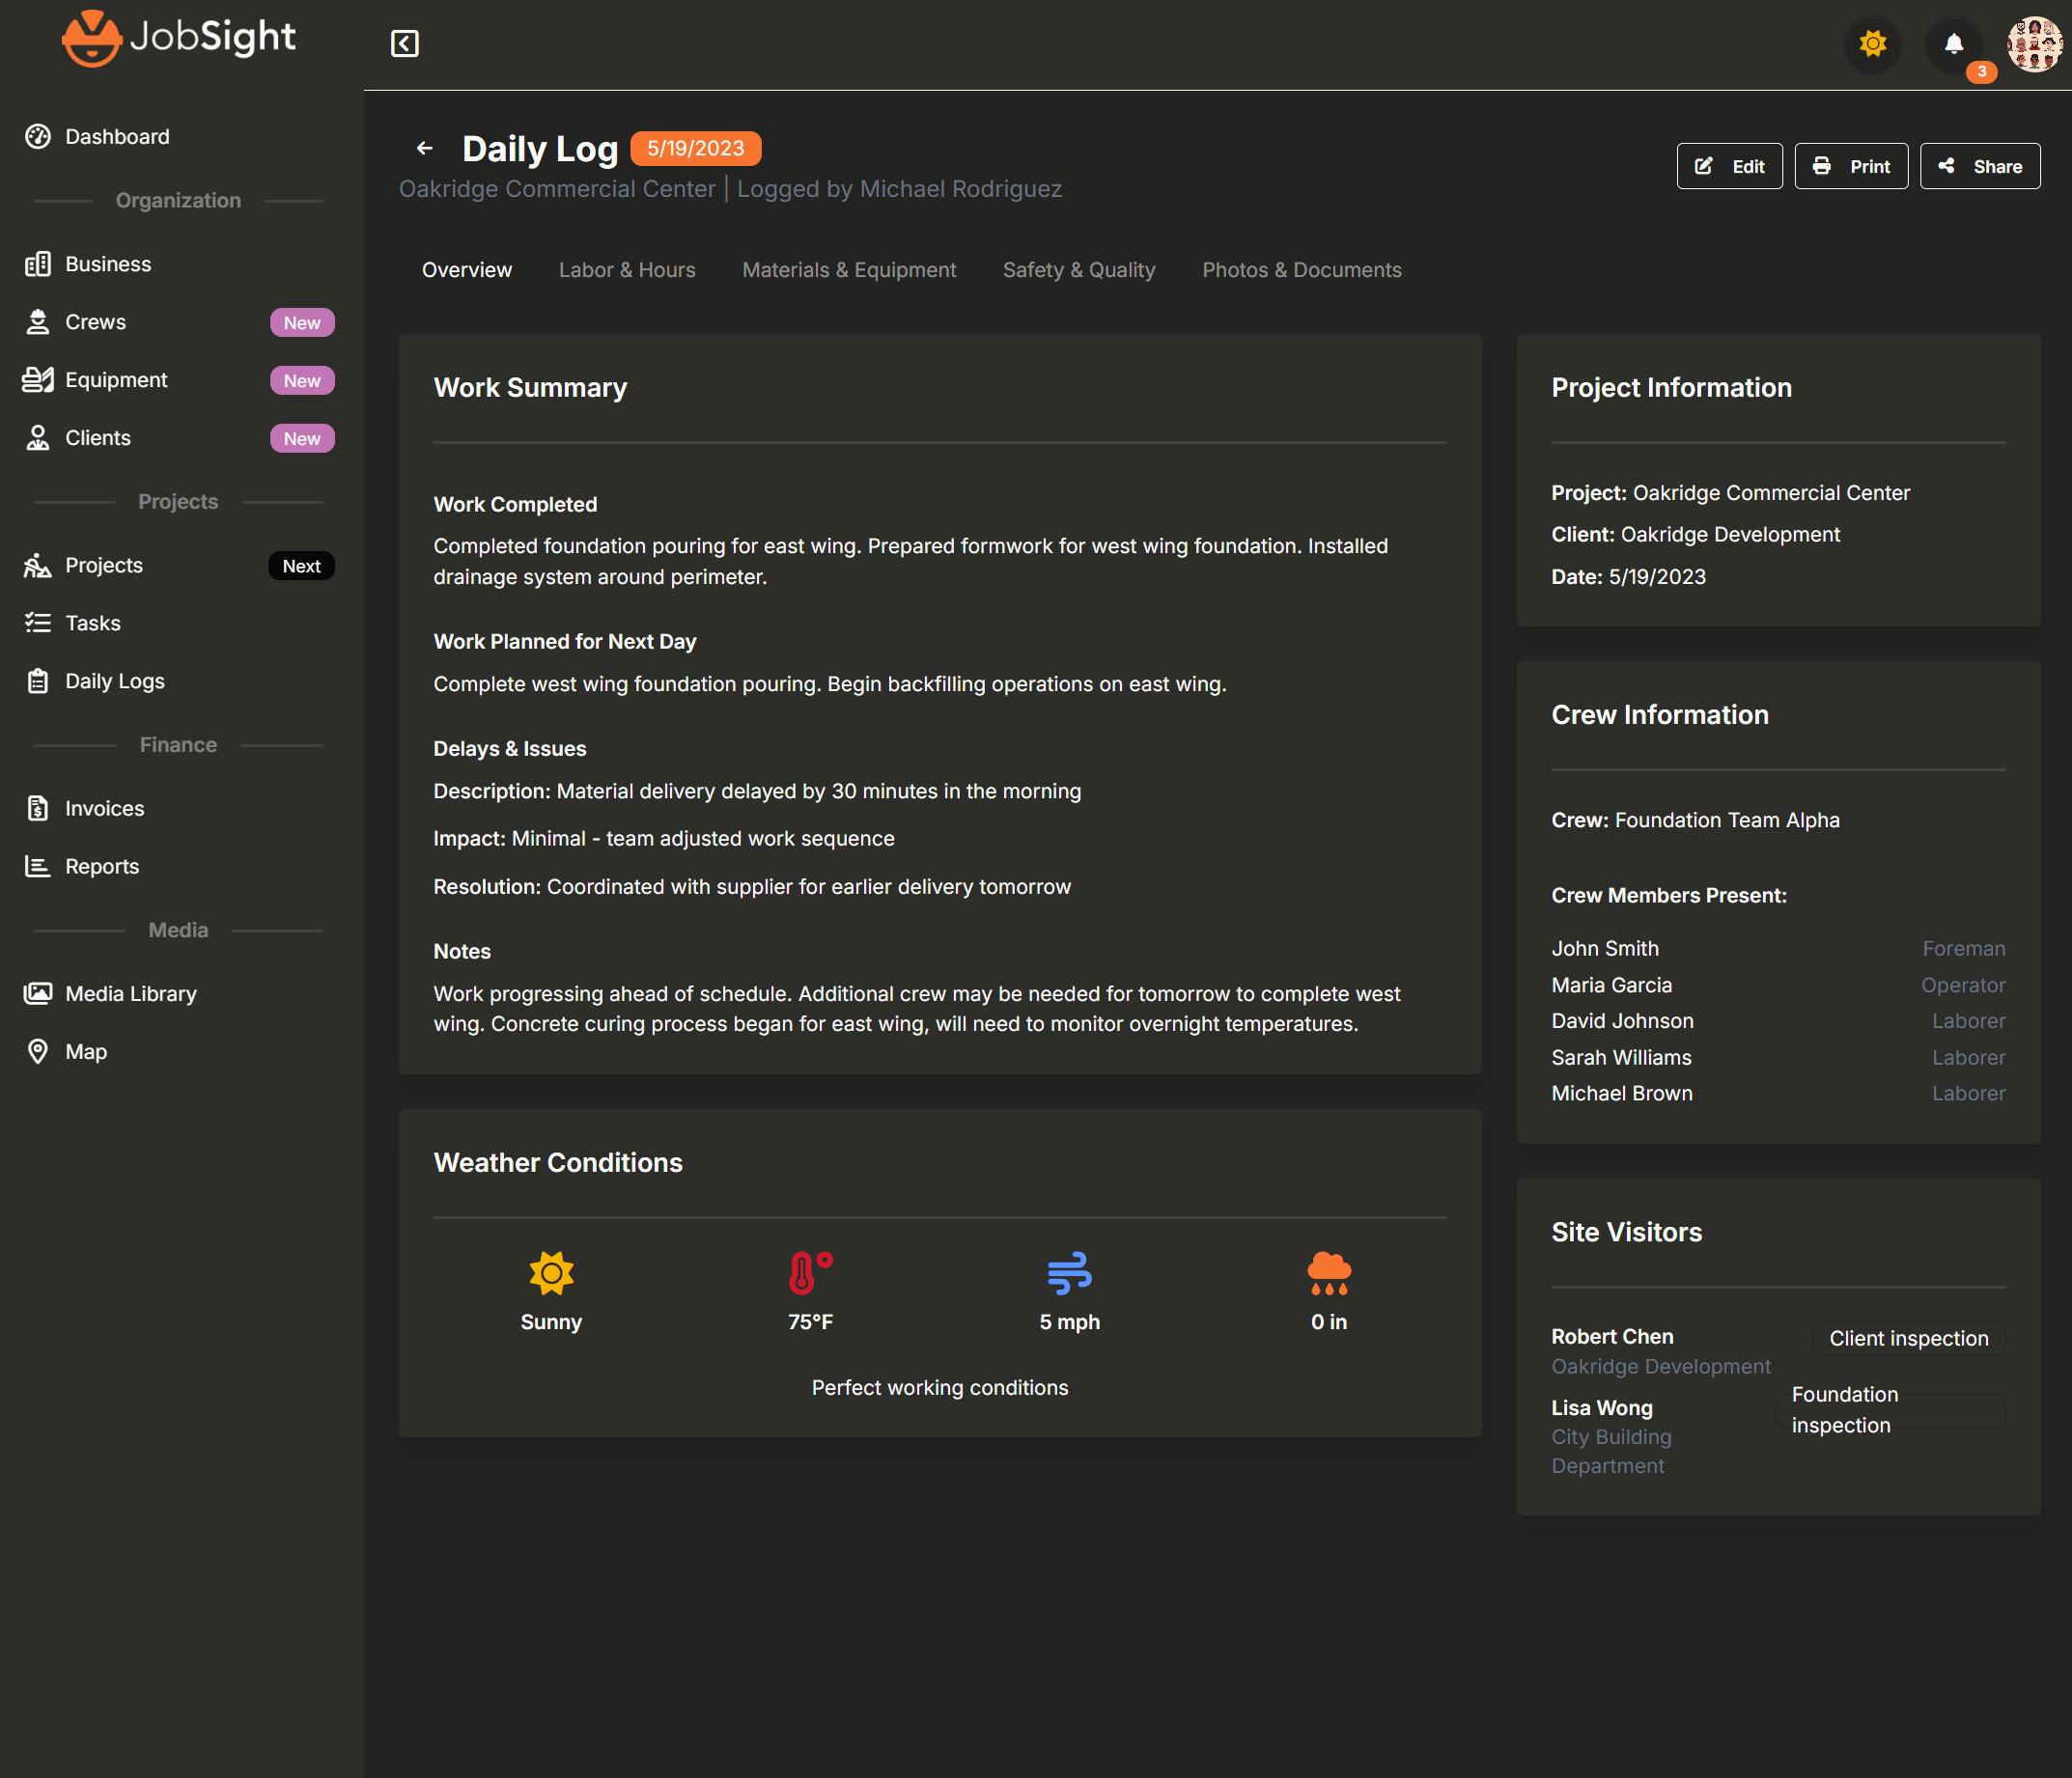 JobSight
3
Dashboard
Organization
Business
Crews New
Equipment New
Clients New
Projects
Projects Next
Tasks
Daily Logs
Finance
Invoices
Reports
Media
Media Library
Map
Daily Log 5/19/2023
Oakridge Commercial Center | Logged by Michael Rodriguez
Edit Print Share
Overview Labor & Hours Materials & Equipment Safety & Quality Photos & Documents
Work Summary
Work Completed
Completed foundation pouring for east wing. Prepared formwork for west wing foundation. Installed
drainage system around perimeter.
Work Planned for Next Day
Complete west wing foundation pouring. Begin backfilling operations on east wing.
Delays & Issues
Description: Material delivery delayed by 30 minutes in the morning
Impact: Minimal - team adjusted work sequence
Resolution: Coordinated with supplier for earlier delivery tomorrow
Notes
Work progressing ahead of schedule. Additional crew may be needed for tomorrow to complete west
wing. Concrete curing process began for east wing, will need to monitor overnight temperatures.
Weather Conditions
Sunny 75°F 5 mph 0 in
Perfect working conditions
Project Information
Project: Oakridge Commercial Center
Client: Oakridge Development
Date: 5/19/2023
Crew Information
Crew: Foundation Team Alpha
Crew Members Present:
John Smith Foreman
Maria Garcia Operator
David Johnson Laborer
Sarah Williams Laborer
Michael Brown Laborer
Site Visitors
Robert Chen Client inspection
Oakridge Development
Lisa Wong Foundation
inspection
City Building
Department